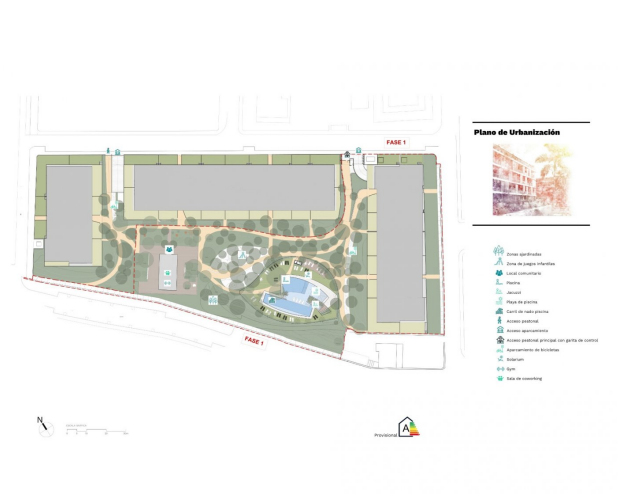 FASE 1
Plano de Urbanización
Zonas ajardinadas
Zona de juegos infantiles
Local comunitario
Piscina
Jacuzzi
Playa de piscina
Carril de nado piscina
Acceso peatonal
Acceso aparcamiento
Acceso peatonal principal con garita de control
Aparcamiento de bicicletas
Solarium
Gym
Sala de coworking
FASE 1
N
Provisional
A